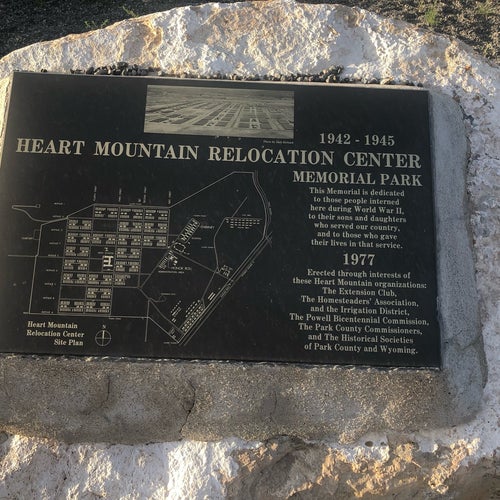 1942 - 1945
HEART MOUNTAIN RELOCATION CENTER
MEMORIAL PARK
This Memorial is dedicated
to those people interned
here during World War II,
to their sons and daughters
who served our country,
and to those who gave
their lives in that service.
1977
Erected through interests of
these Heart Mountain organizations:
The Extension Club,
The Homesteaders' Association,
and the Irrigation District,
The Powell Bicentennial Commission,
The Park County Commissioners,
and The Historical Societies
of Park County and Wyoming.
Heart Mountain
Relocation Center
Site Plan